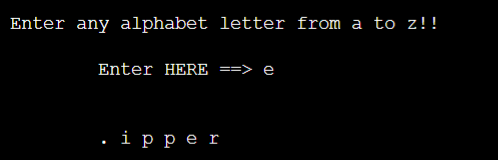 Enter any alphabet letter from a to z!!
Enter HERE ==> e
. i p p e r